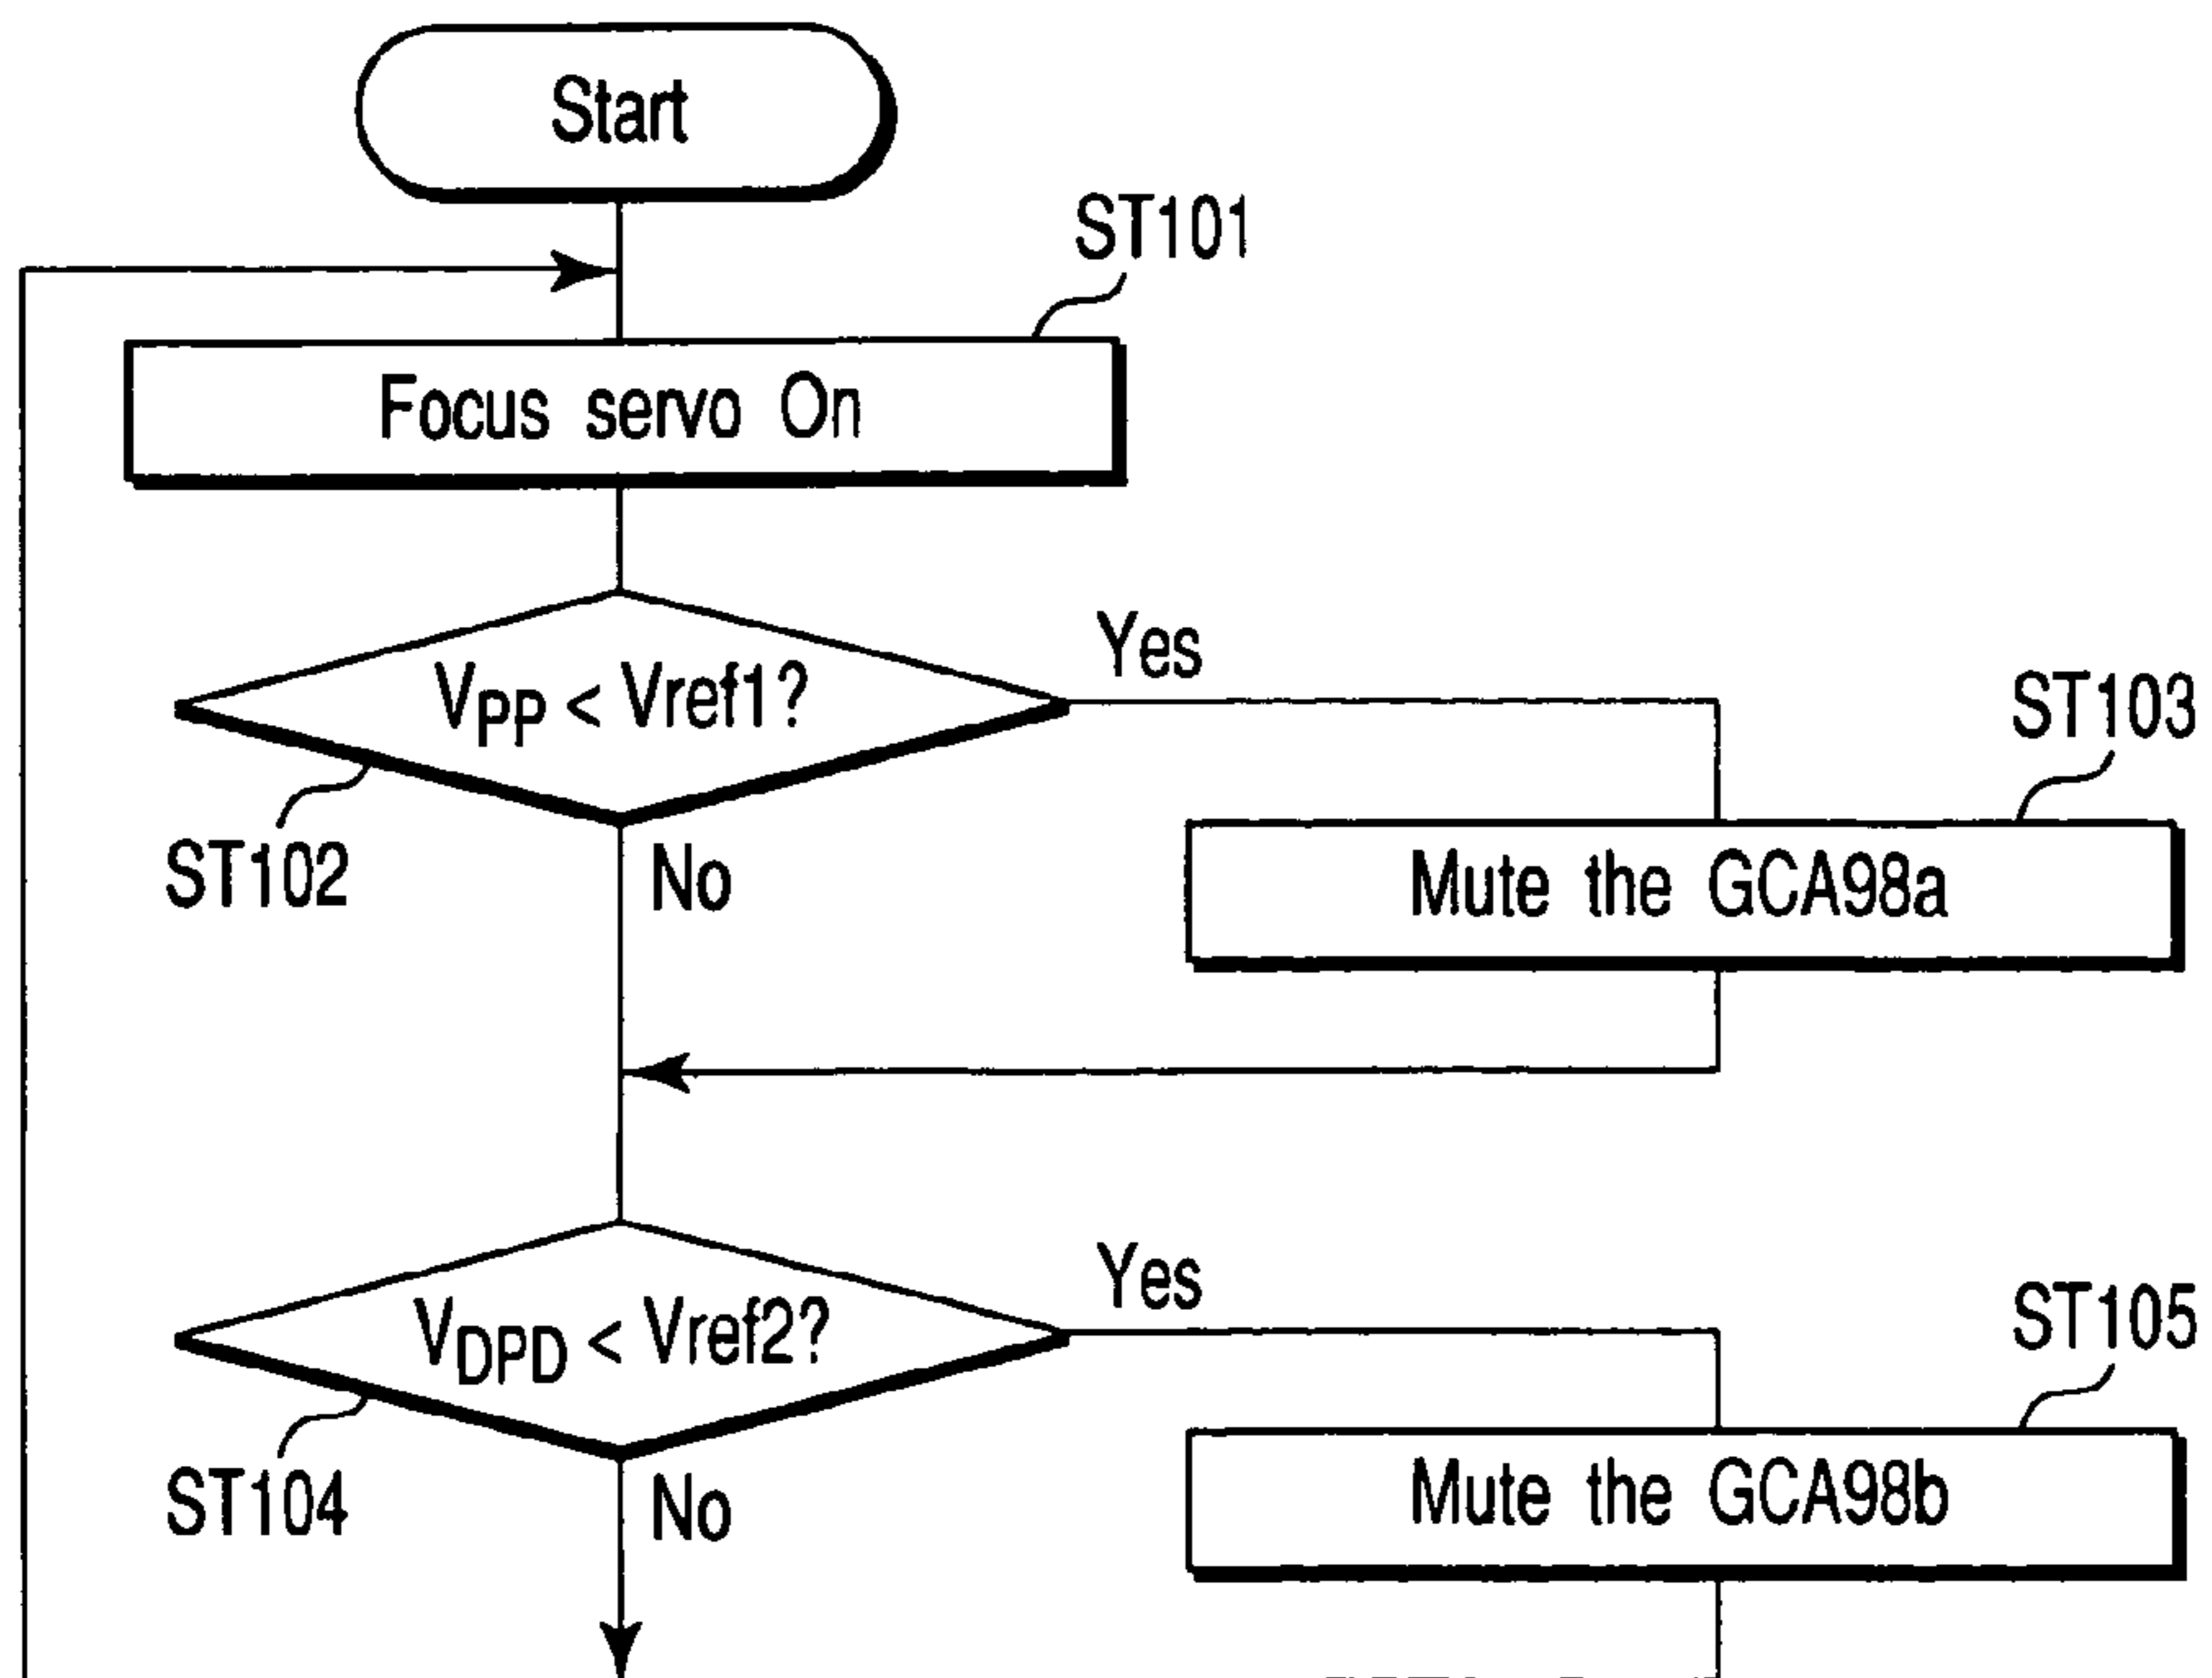 Start
ST101
Focus servo On
VPP < Vref1?
Yes
ST102
No
ST103
Mute the GCA98a
VDPD < Vref2?
Yes
ST104
No
ST105
Mute the GCA98b